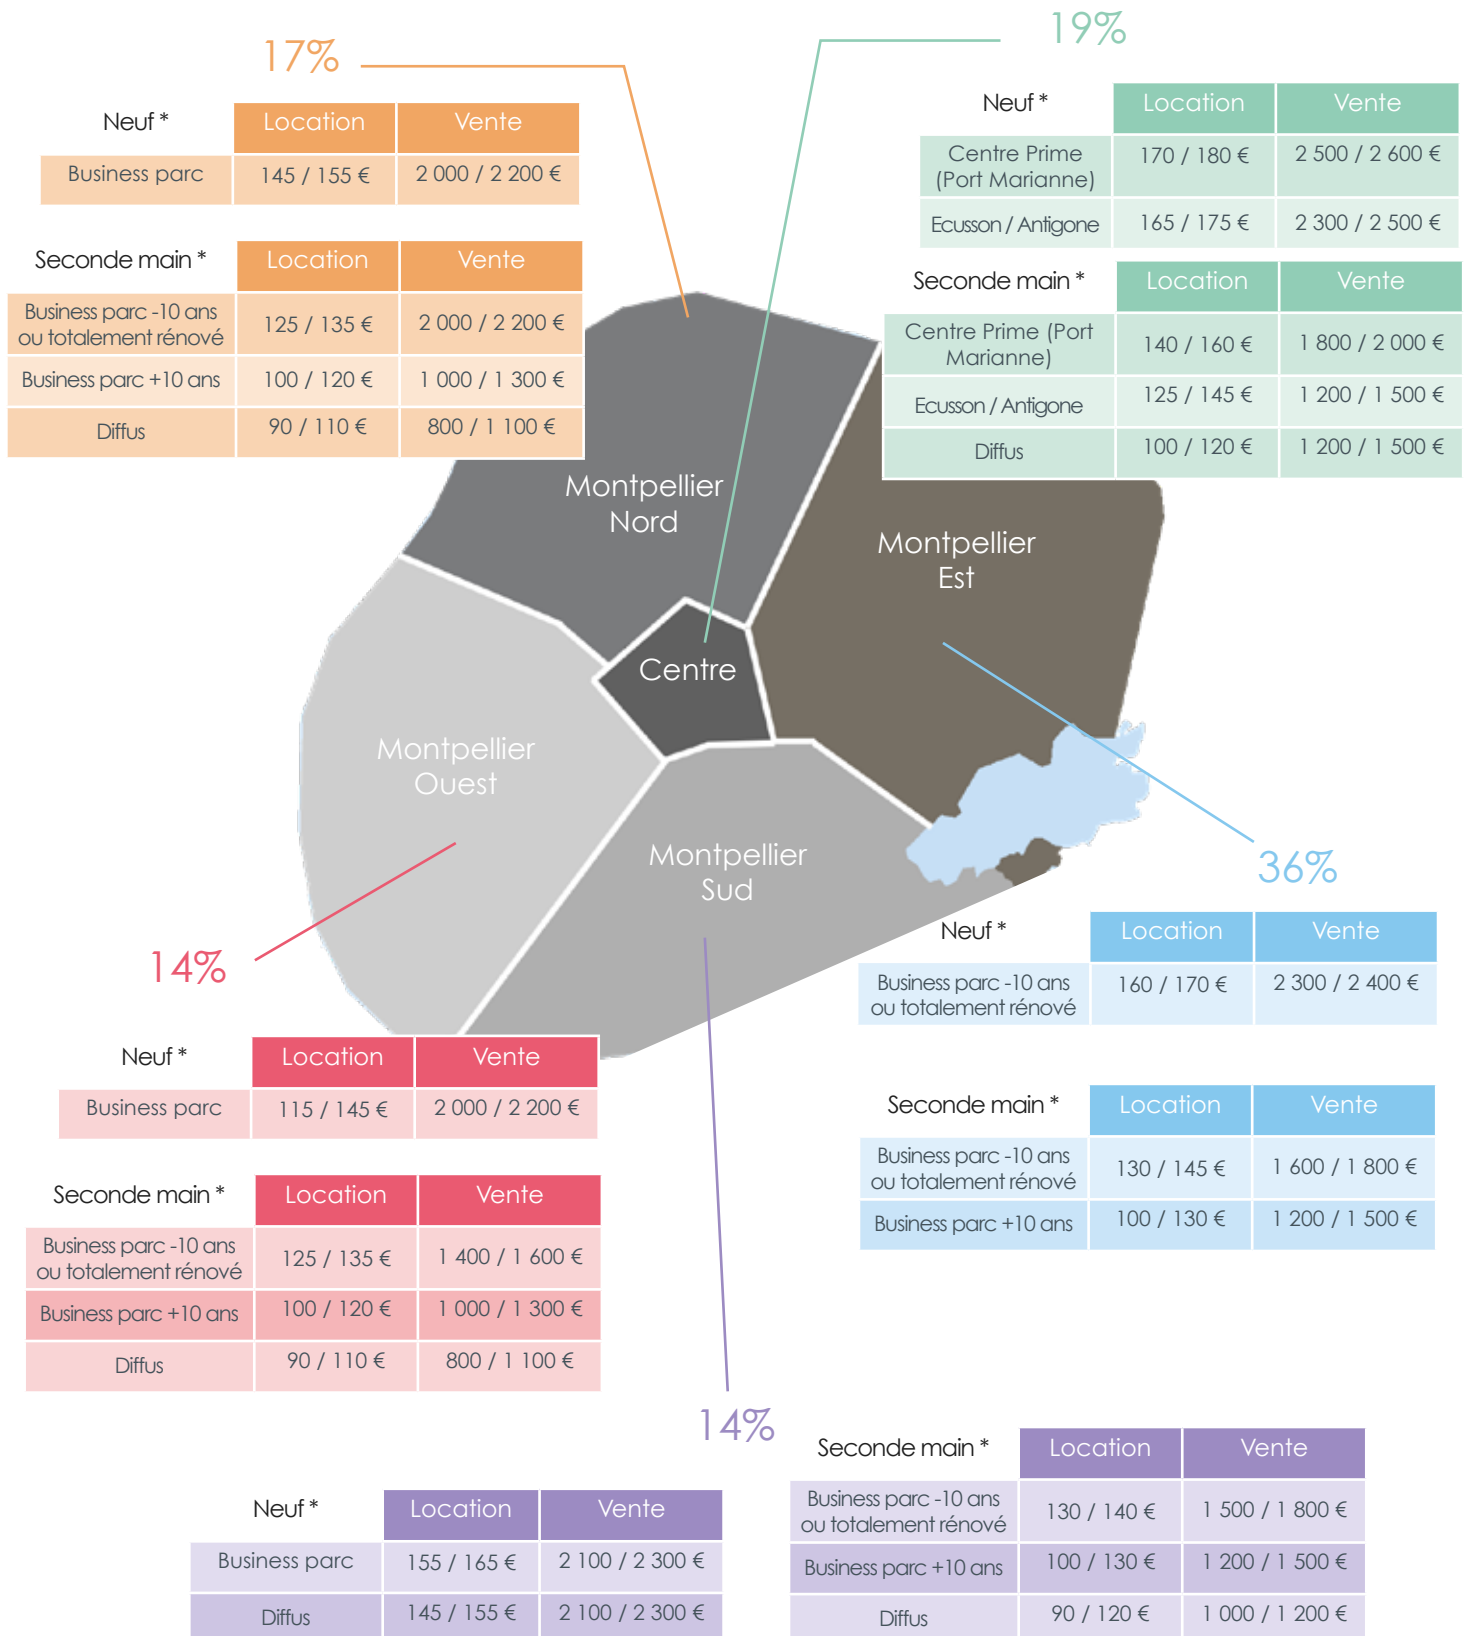 17%
Neuf * Location Vente
Business parc 145 / 155 € 2 000 / 2 200 €
Seconde main * Location Vente
Business parc -10 ans
ou totalement rénové 125 / 135 € 2 000 / 2 200 €
Business parc +10 ans 100 / 120 € 1 000 / 1 300 €
Diffus 90 / 110 € 800 / 1 100 €
19%
Neuf * Location Vente
Centre Prime
(Port Marianne) 170 / 180 € 2 500 / 2 600 €
Ecusson / Antigone 165 / 175 € 2 300 / 2 500 €
Seconde main * Location Vente
Centre Prime (Port
Marianne) 140 / 160 € 1 800 / 2 000 €
Ecusson / Antigone 125 / 145 € 1 200 / 1 500 €
Diffus 100 / 120 € 1 200 / 1 500 €
Montpellier
Nord
Montpellier
Est
Centre
Montpellier
Ouest
Montpellier
Sud
36%
Neuf * Location Vente
Business parc -10 ans
ou totalement rénové 160 / 170 € 2 300 / 2 400 €
Seconde main * Location Vente
Business parc -10 ans
ou totalement rénové 130 / 145 € 1 600 / 1 800 €
Business parc +10 ans 100 / 130 € 1 200 / 1 500 €
14%
Neuf * Location Vente
Business parc 115 / 145 € 2 000 / 2 200 €
Seconde main * Location Vente
Business parc -10 ans
ou totalement rénové 125 / 135 € 1 400 / 1 600 €
Business parc +10 ans 100 / 120 € 1 000 / 1 300 €
Diffus 90 / 110 € 800 / 1 100 €
14%
Neuf * Location Vente
Business parc 155 / 165 € 2 100 / 2 300 €
Diffus 145 / 155 € 2 100 / 2 300 €
Seconde main * Location Vente
Business parc -10 ans
ou totalement rénové 130 / 140 € 1 500 / 1 800 €
Business parc +10 ans 100 / 130 € 1 200 / 1 500 €
Diffus 90 / 120 € 1 000 / 1 200 €